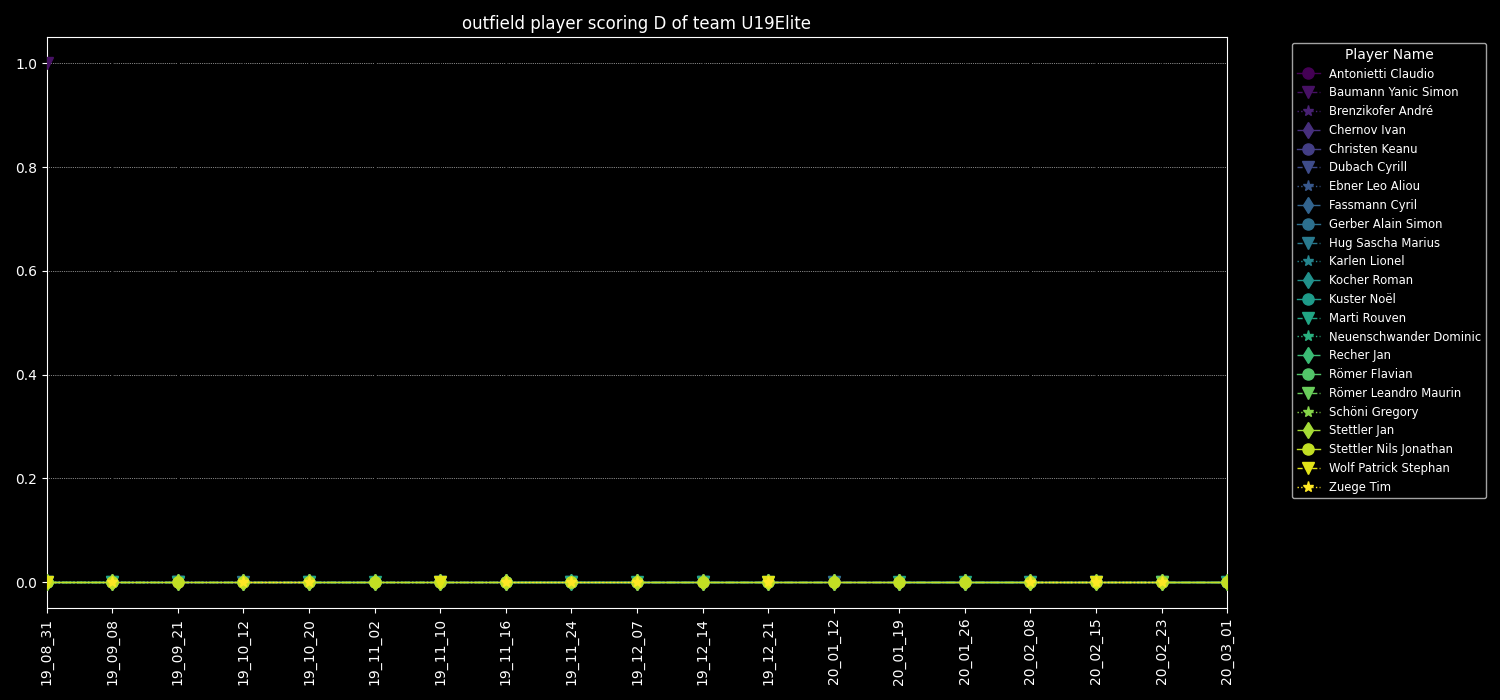 outfield player scoring D of team U19Elite
1.0
0.8
0.6
0.4
0.2
0.0
19_08_31
19_09_08
19_09_21
19_10_12
19_10_20
19_11_02
19_11_10
19_11_16
19_11_24
19_12_07
19_12_14
19_12_21
20_01_12
20_01_19
20_01_26
20_02_08
20_02_15
20_02_23
20_03_01
Player Name
Antonietti Claudio
Baumann Yanic Simon
Brenzikofer André
Chernov Ivan
Christen Keanu
Dubach Cyrill
Ebner Leo Aliou
Fassmann Cyril
Gerber Alain Simon
Hug Sascha Marius
Karlen Lionel
Kocher Roman
Kuster Noël
Marti Rouven
Neuenschwander Dominic
Recher Jan
Römer Flavian
Römer Leandro Maurin
Schöni Gregory
Stettler Jan
Stettler Nils Jonathan
Wolf Patrick Stephan
Zuege Tim